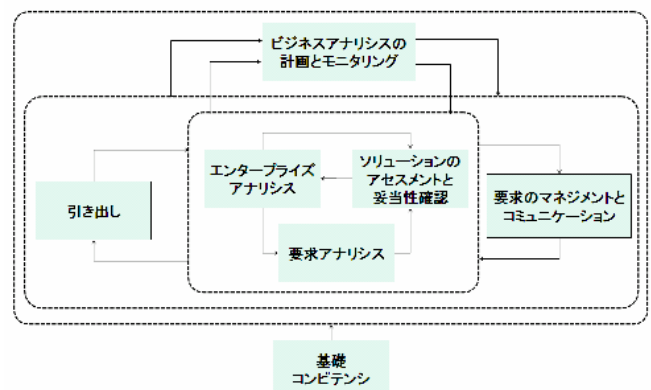 ビジネスアナリシスの
計画とモニタリング
エンタープライズ
アナリシス
ソリューションの
アセスメントと
妥当性確認
引き出し
要求のマネジメントと
コミュニケーション
要求アナリシス
基礎
コンピテンシ